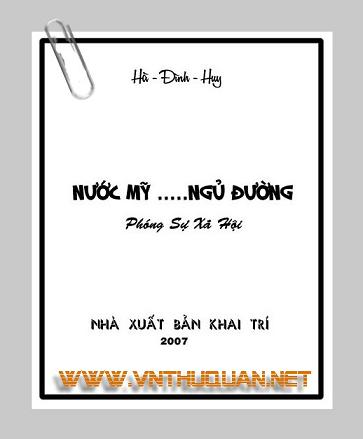 Hà - Đình - Huy
NƯỚC MỸ .....NGỦ ĐƯỜNG
Phóng Sự Xã Hội
NHÀ XUẤT BẢN KHAI TRÍ
2007
WWW.VNTHUQUAN.NET